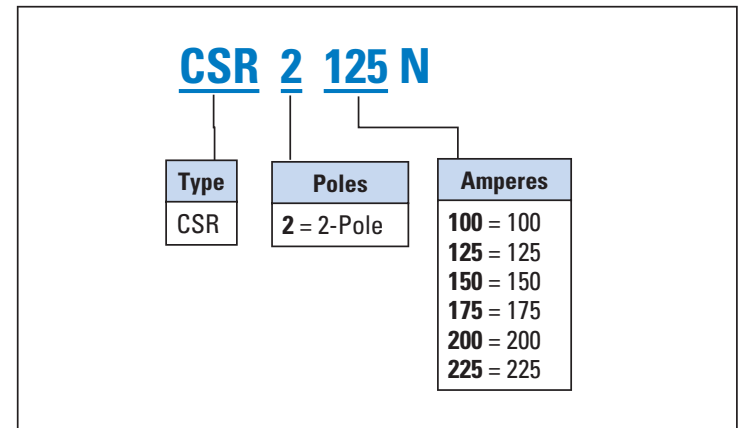 CSR 2 125 N
Type
CSR
Poles
2 = 2-Pole
Amperes
100 = 100
125 = 125
150 = 150
175 = 175
200 = 200
225 = 225